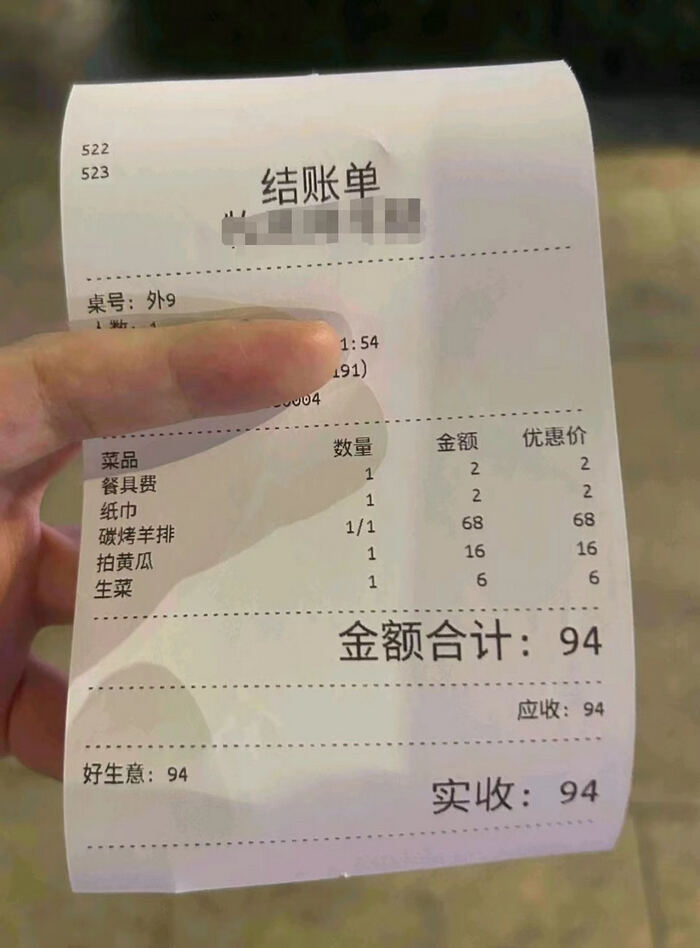 522
523
结账单
桌号: 外9
人数: 1
1:54
191)
0004
菜品 数量 金额 优惠价
餐具费 1 2 2
纸巾 1 2 2
碳烤羊排 1/1 68 68
拍黄瓜 1 16 16
生菜 1 6 6
金额合计: 94
应收: 94
好生意: 94
实收: 94